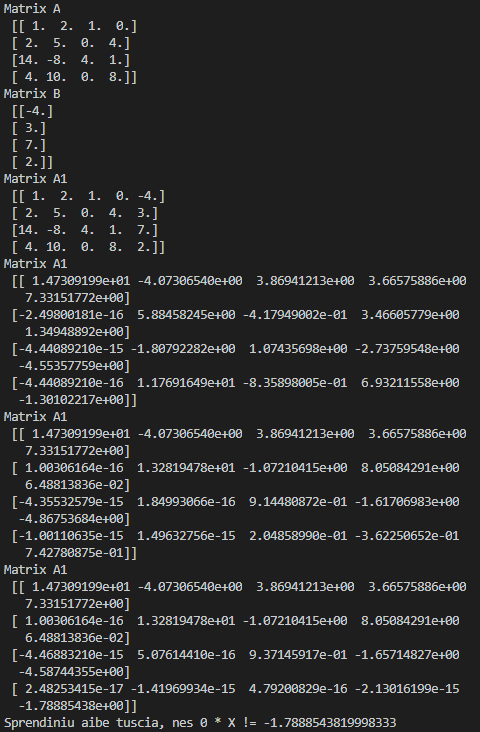 Matrix A
[[ 1. 2. 1. 0.]
[ 2. 5. 0. 4.]
[14. -8. 4. 1.]
[ 4. 10. 0. 8.]]
Matrix B
[[-4.]
[ 3.]
[ 7.]
[ 2.]]
Matrix A1
[[ 1. 2. 1. 0. -4.]
[ 2. 5. 0. 4. 3.]
[14. -8. 4. 1. 7.]
[ 4. 10. 0. 8. 2.]]
Matrix A1
[[ 1.47309199e+01 -4.07306540e+00 3.86941213e+00 3.66575886e+00
7.33151772e+00]
[-2.49800181e-16 5.88458245e+00 -4.17949002e-01 3.46605779e+00
1.34948892e+00]
[-4.44089210e-15 -1.80792282e+00 1.07435698e+00 -2.73759548e+00
-4.55357759e+00]
[-4.44089210e-16 1.17691649e+01 -8.35898005e-01 6.93211558e+00
-1.30102217e+00]]
Matrix A1
[[ 1.47309199e+01 -4.07306540e+00 3.86941213e+00 3.66575886e+00
7.33151772e+00]
[ 1.00306164e-16 1.32819478e+01 -1.07210415e+00 8.05084291e+00
6.48813836e-02]
[-4.35532579e-15 1.84993066e-16 9.14480872e-01 -1.61706983e+00
-4.86753684e+00]
[-1.00110635e-15 1.49632756e-15 2.04858990e-01 -3.62250652e-01
7.42780875e-01]]
Matrix A1
[[ 1.47309199e+01 -4.07306540e+00 3.86941213e+00 3.66575886e+00
7.33151772e+00]
[ 1.00306164e-16 1.32819478e+01 -1.07210415e+00 8.05084291e+00
6.48813836e-02]
[-4.46883210e-15 5.07614410e-16 9.37145917e-01 -1.65714827e+00
-4.58744355e+00]
[ 2.48253415e-17 -1.41969934e-15 4.79200829e-16 -2.13016199e-15
-1.78885438e+00]]
Sprendiniu aibe tuscia, nes 0 * X != -1.7888543819998333